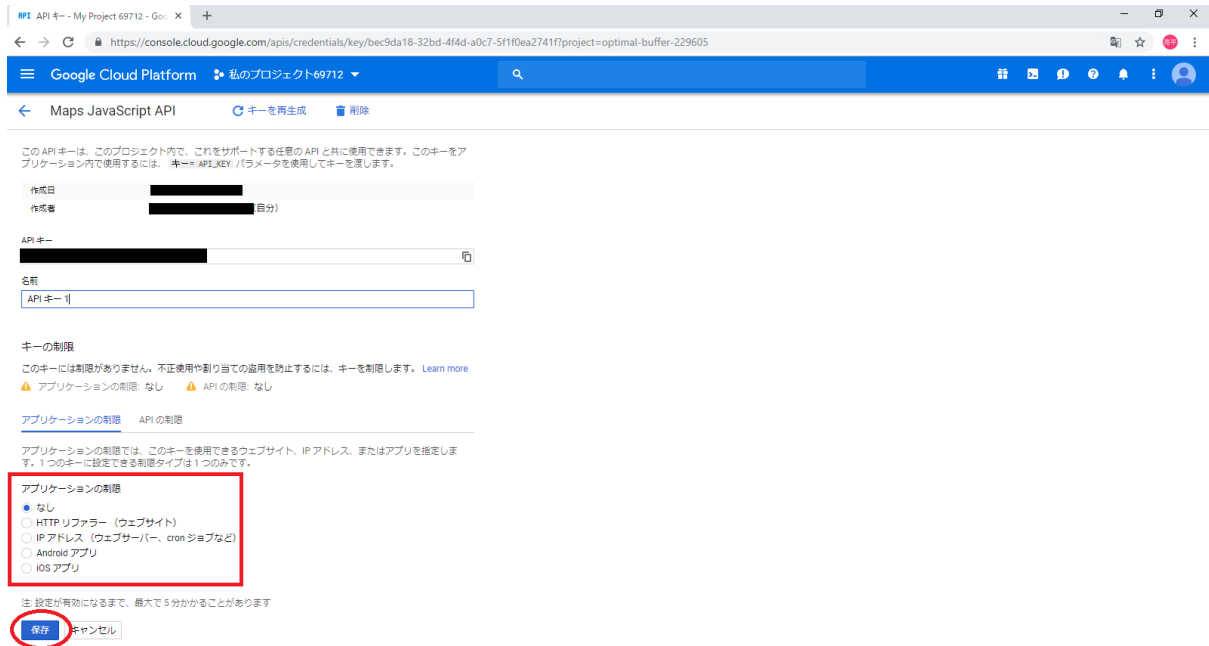 API API キー - My Project 69712 - Goo
https://console.cloud.google.com/apis/credentials/key/bec9da18-32bd-4f4d-a0c7-5f1f0ea2741f?project=optimal-buffer-229605
亮平
Google Cloud Platform 私のプロジェクト69712
Maps JavaScript API キーを再生成 削除
この API キーは、このプロジェクト内で、これをサポートする任意の API と共に使用できます。このキーをア
プリケーション内で使用するには、 キー= API_KEY パラメータを使用してキーを渡します。
作成日
作成者 (自分)
API キー
名前
API キー 1
キーの制限
このキーには制限がありません。不正使用や割り当ての盗用を防止するには、キーを制限します。 Learn more
アプリケーションの制限: なし API の制限: なし
アプリケーションの制限 API の制限
アプリケーションの制限では、このキーを使用できるウェブサイト、IP アドレス、またはアプリを指定しま
す。1 つのキーに設定できる制限タイプは 1 つのみです。
アプリケーションの制限
なし
HTTP リファラー （ウェブサイト）
IP アドレス （ウェブサーバー、cron ジョブなど）
Android アプリ
iOS アプリ
注: 設定が有効になるまで、最大で 5 分かかることがあります
保存 キャンセル